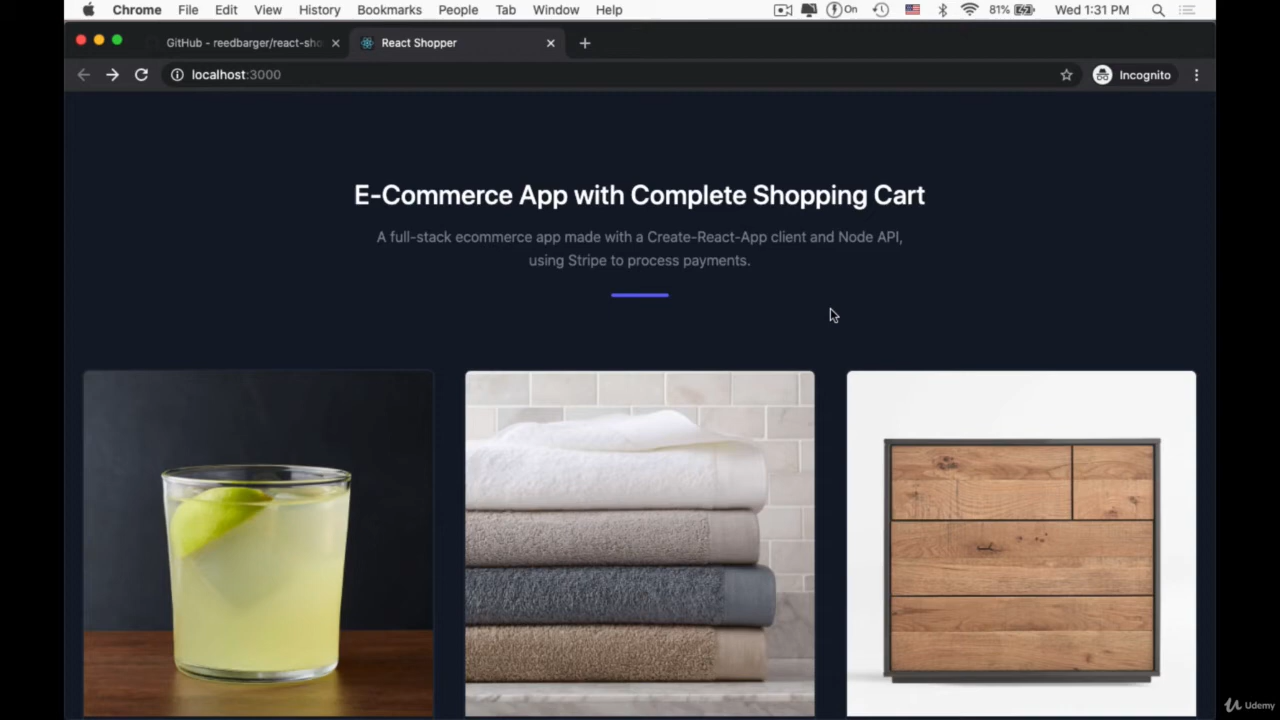 Chrome File Edit View History Bookmarks People Tab Window Help On 81% Wed 1:31 PM
GitHub - reedbarger/react-sho React Shopper
localhost:3000 Incognito
E-Commerce App with Complete Shopping Cart
A full-stack ecommerce app made with a Create-React-App client and Node API,
using Stripe to process payments.
Udemy